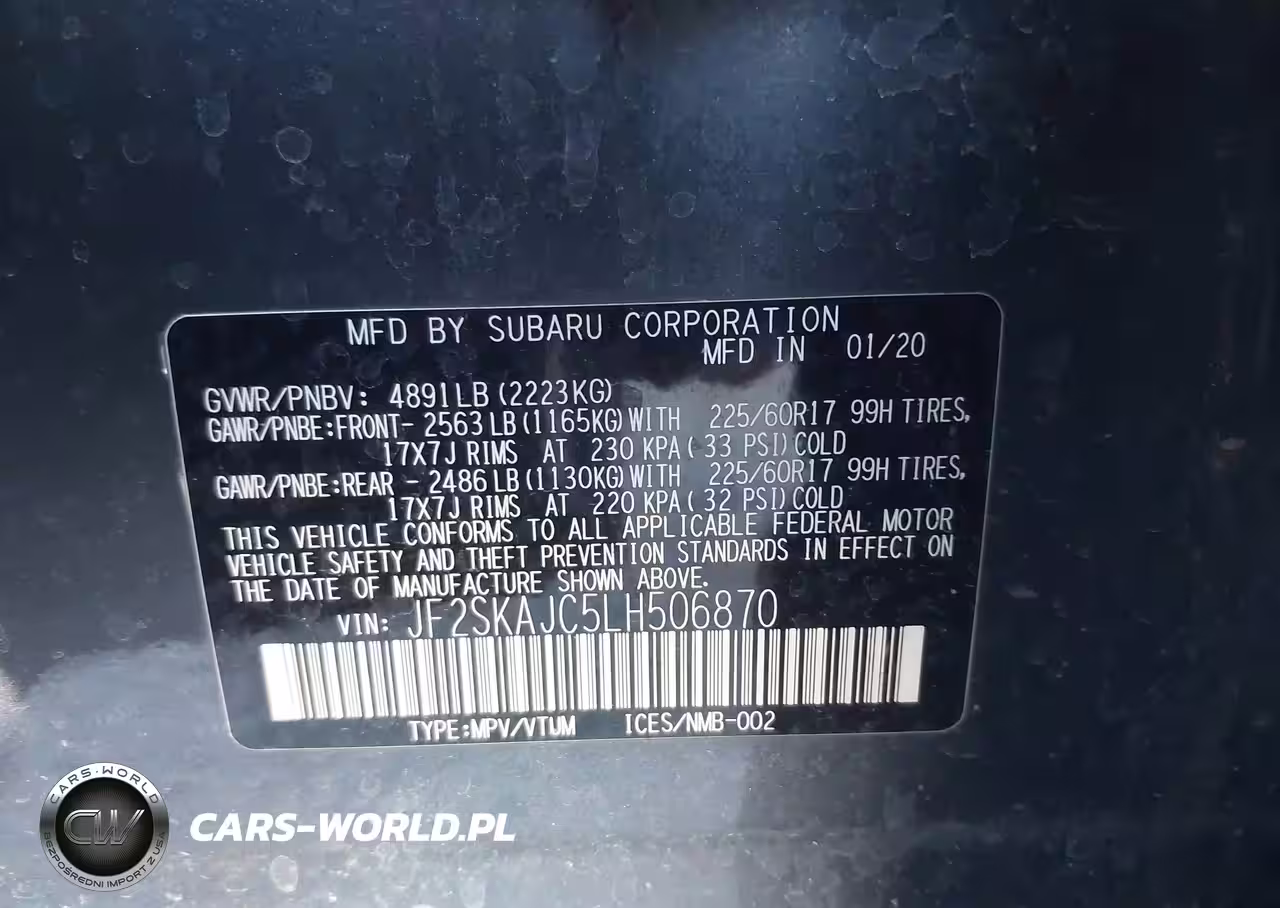 MFD BY SUBARU CORPORATION
MFD IN 01/20
GVWR/PNBV: 4891LB (2223KG)
GAWR/PNBE:FRONT- 2563LB (1165KG) WITH 225/60R17 99H TIRES,
17X7J RIMS AT 230 KPA (33 PSI) COLD
GAWR/PNBE:REAR - 2486LB (1130KG) WITH 225/60R17 99H TIRES,
17X7J RIMS AT 220 KPA (32 PSI) COLD
THIS VEHICLE CONFORMS TO ALL APPLICABLE FEDERAL MOTOR
VEHICLE SAFETY AND THEFT PREVENTION STANDARDS IN EFFECT ON
THE DATE OF MANUFACTURE SHOWN ABOVE.
VIN: JF2SKAJC5LH506870
TYPE:MPV/VTUM ICES/NMB-002
CARS-WORLD
CW
BEZPOŚREDNI IMPORT Z USA
CARS-WORLD.PL